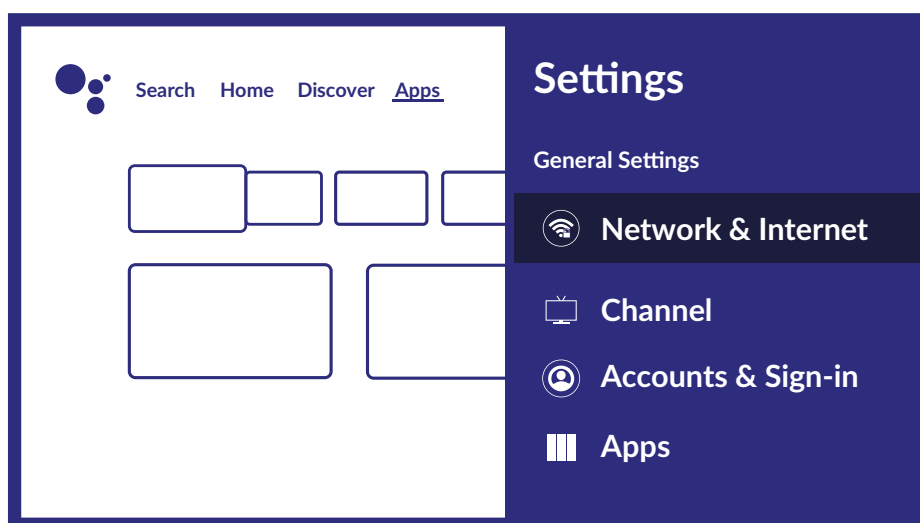 Search Home Discover Apps
Settings
General Settings
Network & Internet
Channel
Accounts & Sign-in
Apps